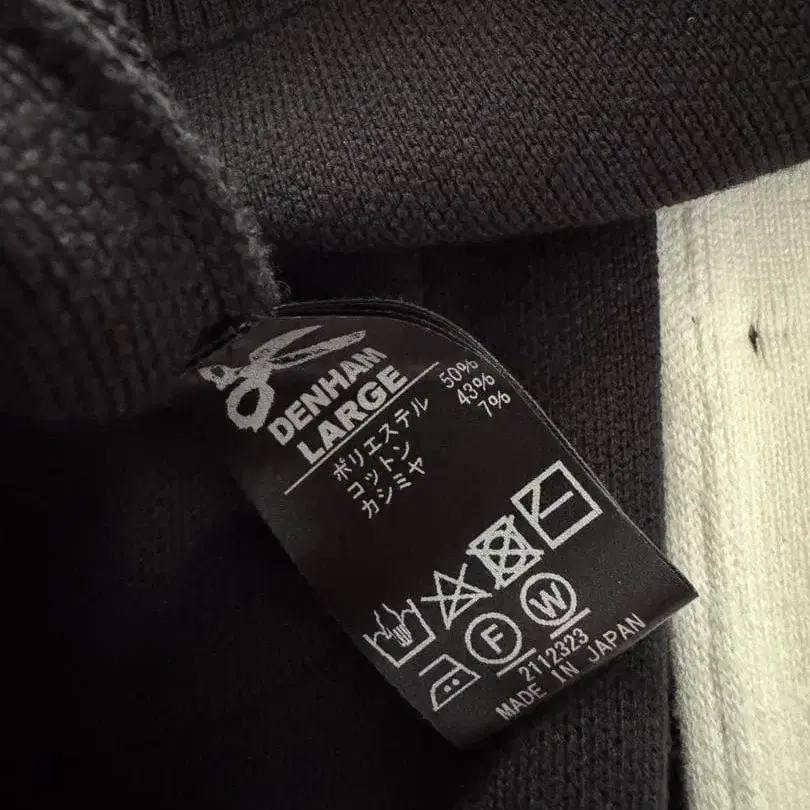 DENHAM
LARGE
ポリエステル 50%
コットン 43%
カシミヤ 7%
F W
2112323
MADE IN JAPAN